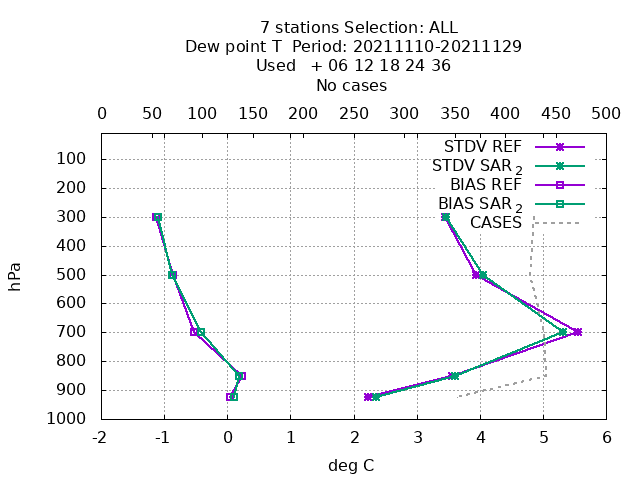 7 stations Selection: ALL
Dew point T  Period: 20211110-20211129
Used   + 06 12 18 24 36
No cases
0 50 100 150 200 250 300 350 400 450 500
STDV REF
STDV SAR2
BIAS REF
BIAS SAR2
CASES
100
200
300
400
500
600
700
800
900
1000
hPa
-2 -1 0 1 2 3 4 5 6
deg C